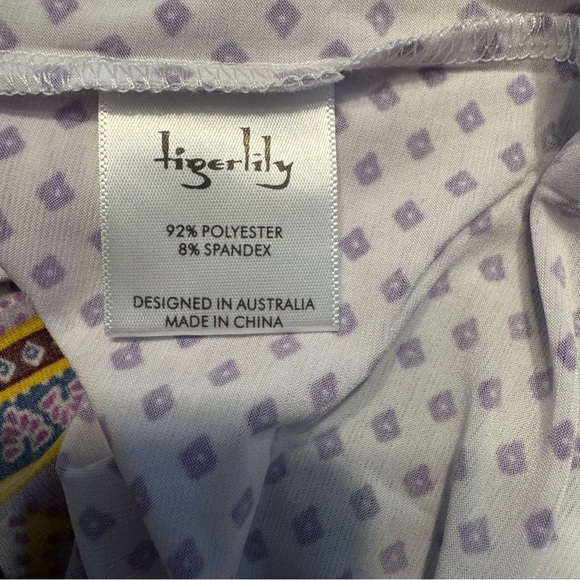 tigerlily
92% POLYESTER
8% SPANDEX
DESIGNED IN AUSTRALIA
MADE IN CHINA